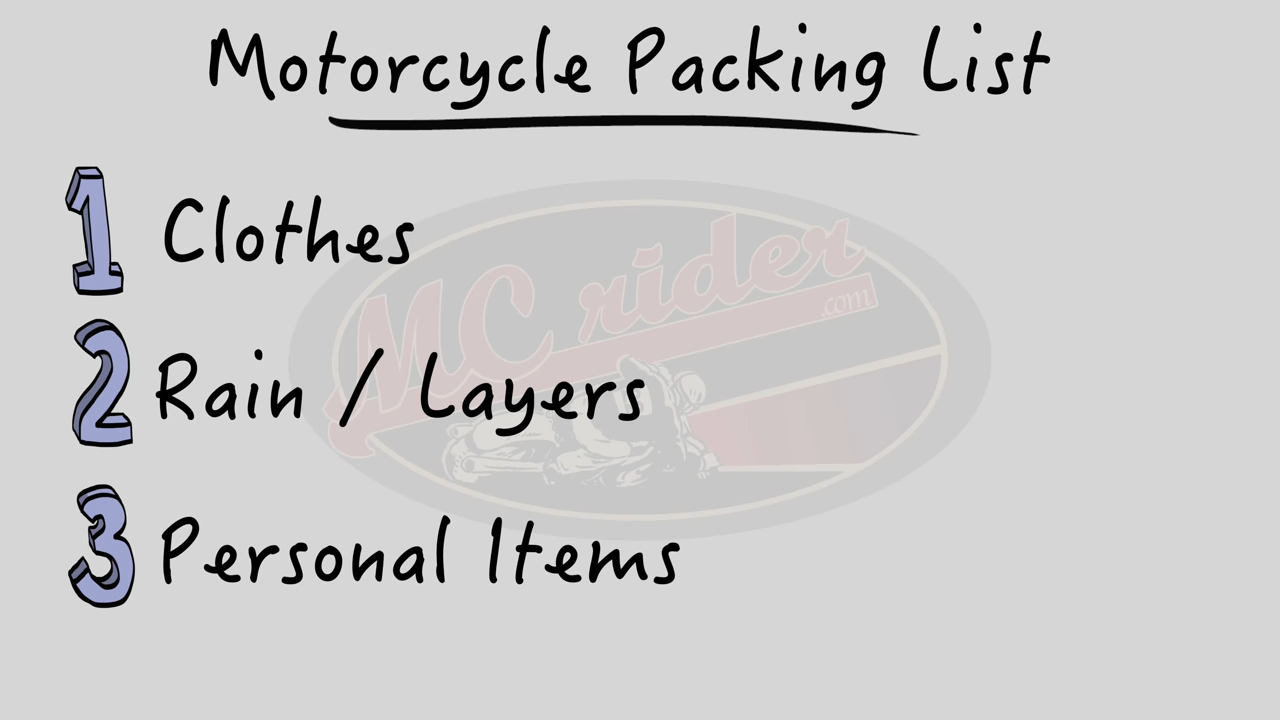 Motorcycle Packing List
1 Clothes
2 Rain / Layers
3 Personal Items
MC rider
.com